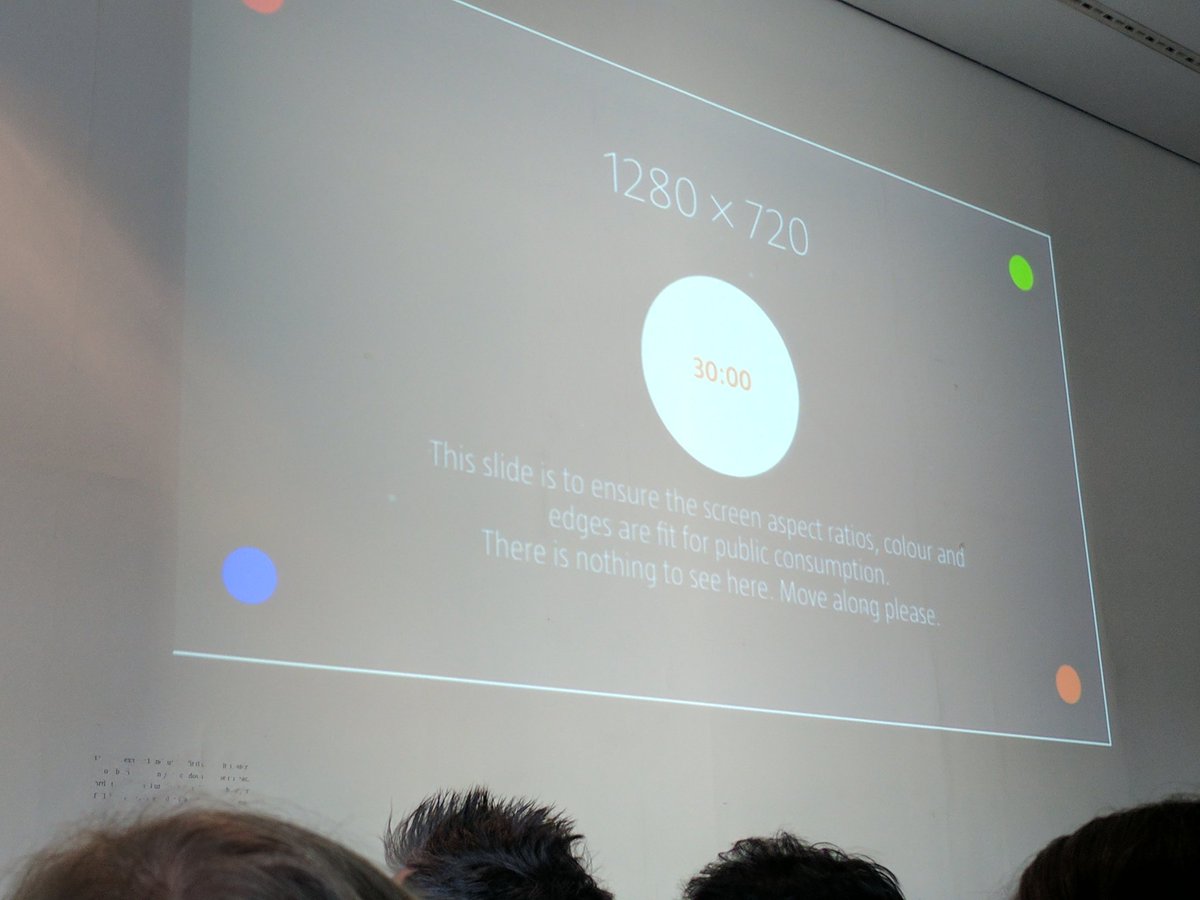 1280 × 720
30:00
This slide is to ensure the screen aspect ratios, colour and
edges are fit for public consumption.
There is nothing to see here. Move along please.